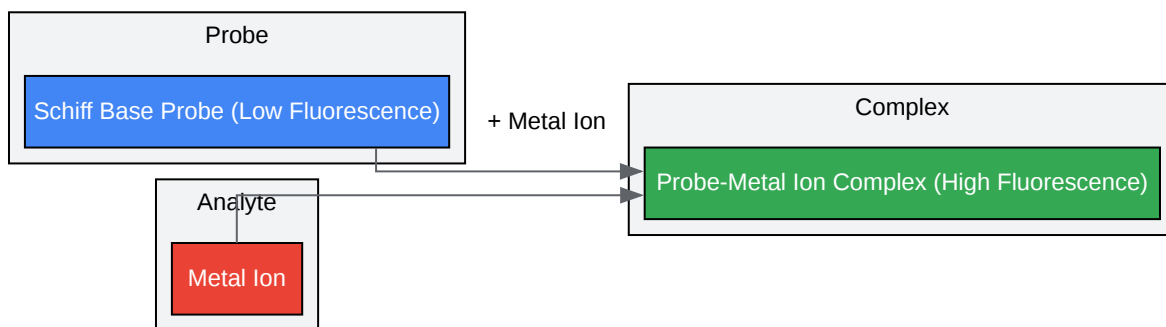 Probe
Schiff Base Probe (Low Fluorescence)
+ Metal Ion
Complex
Probe-Metal Ion Complex (High Fluorescence)
Analyte
Metal Ion